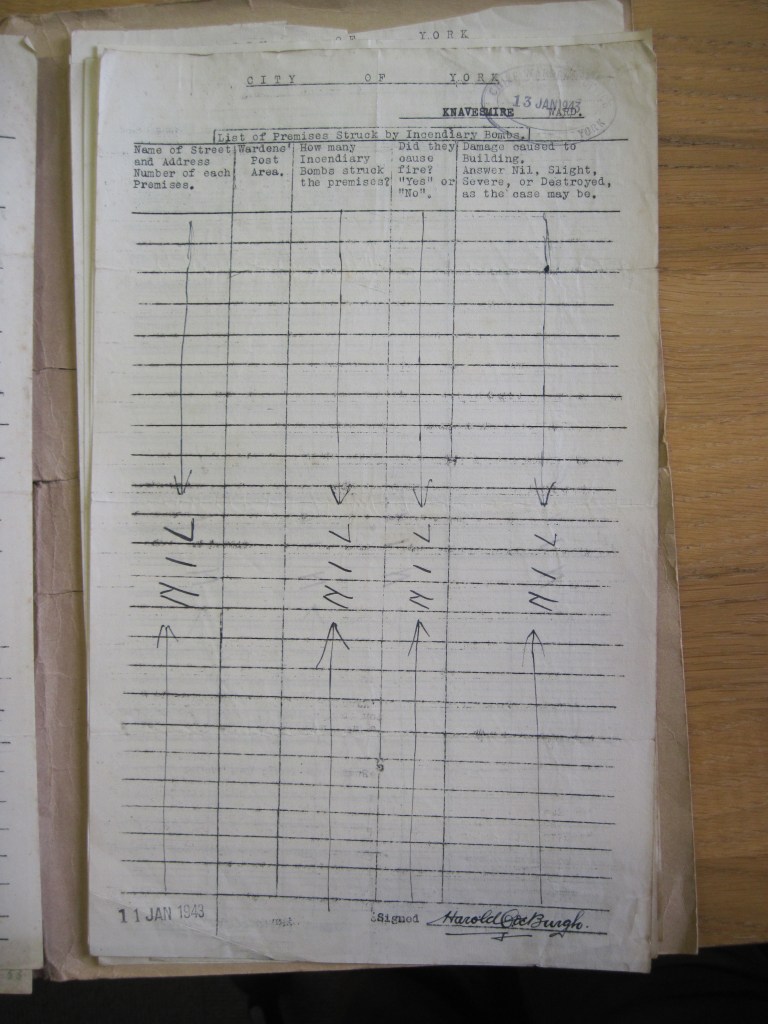 OF YORK
CITY OF YORK
13 JAN 1943
KNAVESMIRE WARD.
List of Premises Struck by Incendiary Bombs.
Name of Street and Address Number of each Premises.
Wardens' Post Area.
How many Incendiary Bombs struck the premises?
Did they cause fire? "Yes" or "No".
Damage caused to Building. Answer Nil, Slight, Severe, or Destroyed, as the case may be.
NIL NIL NIL NIL
11 JAN 1943
Signed Harold